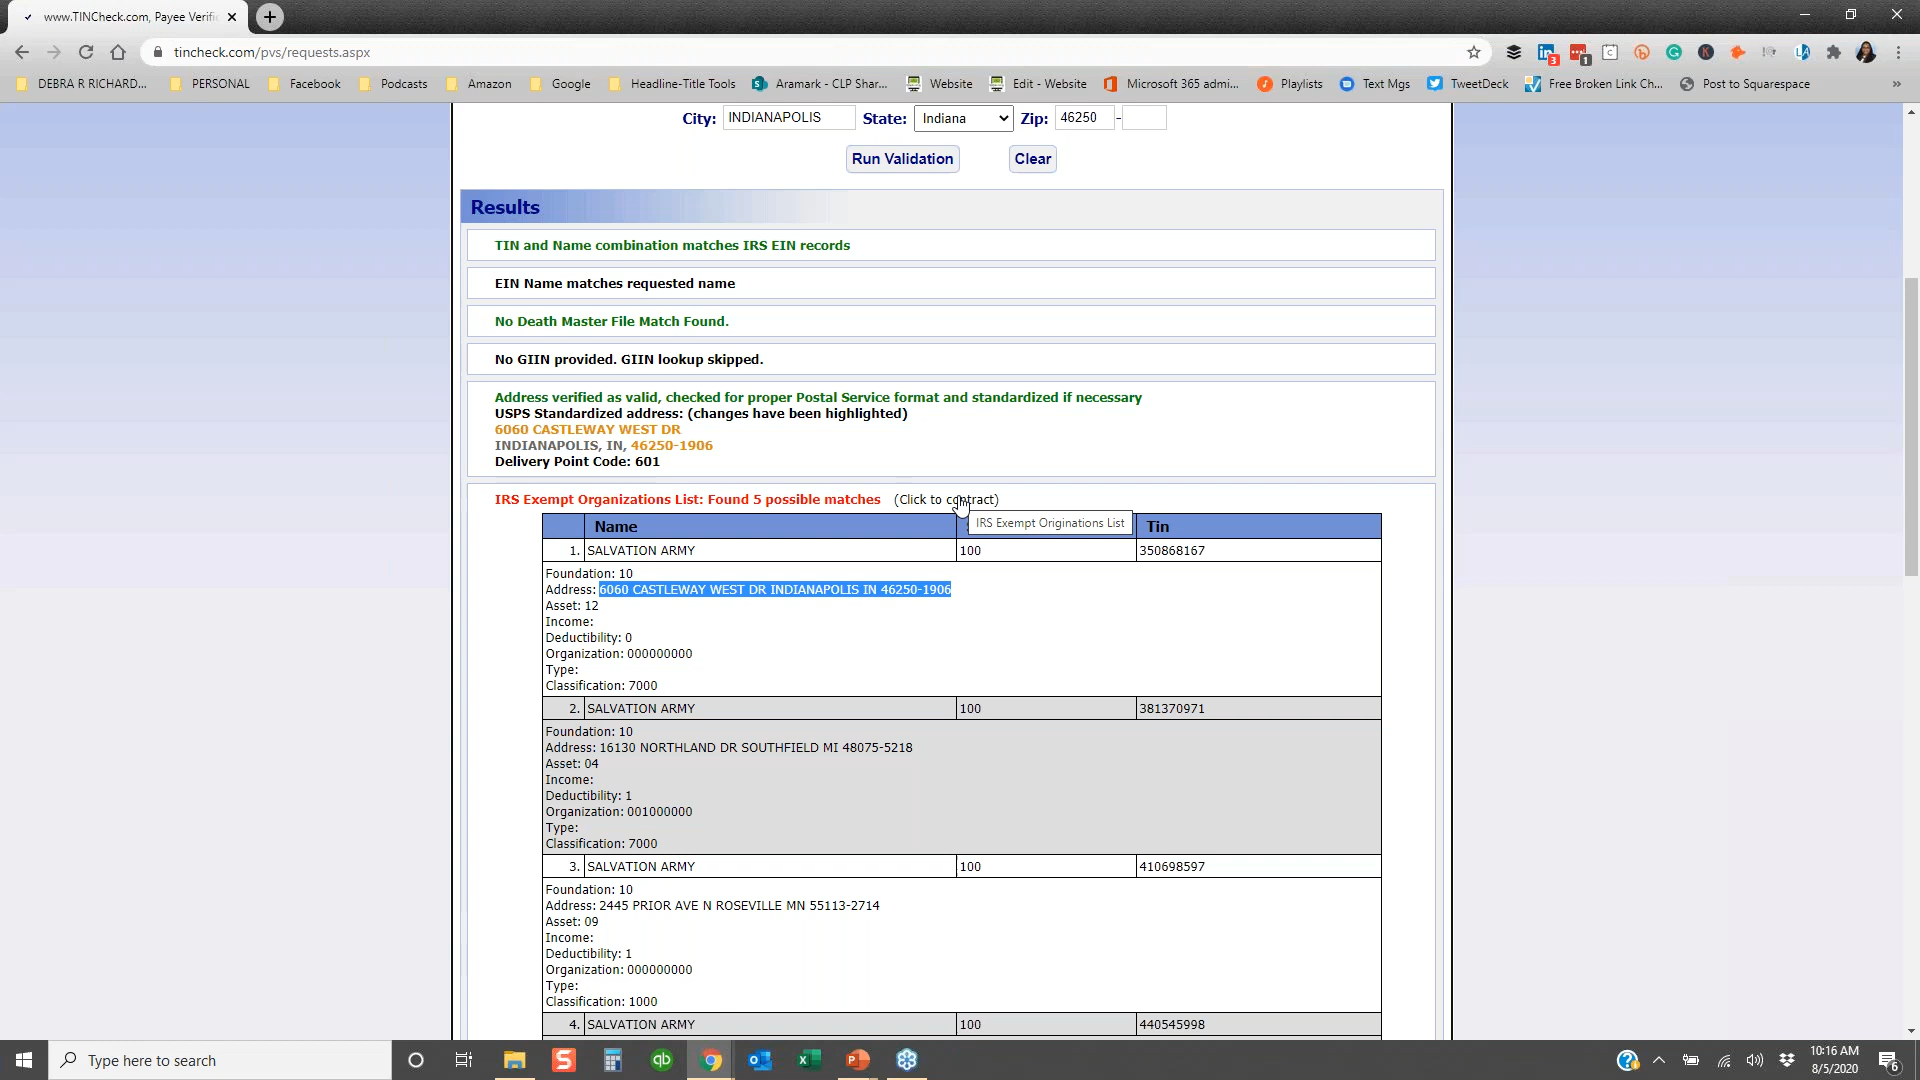 www.TINCheck.com, Payee Verific
tincheck.com/pvs/requests.aspx
DEBRA R RICHARD...
PERSONAL
Facebook
Podcasts
Amazon
Google
Headline-Title Tools
Aramark - CLP Shar...
Website
Edit - Website
Microsoft 365 admi...
Playlists
Text Mgs
TweetDeck
Free Broken Link Ch...
Post to Squarespace
City: INDIANAPOLIS State: Indiana Zip: 46250 -
Run Validation Clear
Results
TIN and Name combination matches IRS EIN records
EIN Name matches requested name
No Death Master File Match Found.
No GIIN provided. GIIN lookup skipped.
Address verified as valid, checked for proper Postal Service format and standardized if necessary
USPS Standardized address: (changes have been highlighted)
6060 CASTLEWAY WEST DR
INDIANAPOLIS, IN, 46250-1906
Delivery Point Code: 601
IRS Exempt Organizations List: Found 5 possible matches (Click to contract)
IRS Exempt Originations List
Name Tin
1. SALVATION ARMY 100 350868167
Foundation: 10
Address: 6060 CASTLEWAY WEST DR INDIANAPOLIS IN 46250-1906
Asset: 12
Income:
Deductibility: 0
Organization: 000000000
Type:
Classification: 7000
2. SALVATION ARMY 100 381370971
Foundation: 10
Address: 16130 NORTHLAND DR SOUTHFIELD MI 48075-5218
Asset: 04
Income:
Deductibility: 1
Organization: 001000000
Type:
Classification: 7000
3. SALVATION ARMY 100 410698597
Foundation: 10
Address: 2445 PRIOR AVE N ROSEVILLE MN 55113-2714
Asset: 09
Income:
Deductibility: 1
Organization: 000000000
Type:
Classification: 1000
4. SALVATION ARMY 100 440545998
Type here to search
10:16 AM
8/5/2020
6